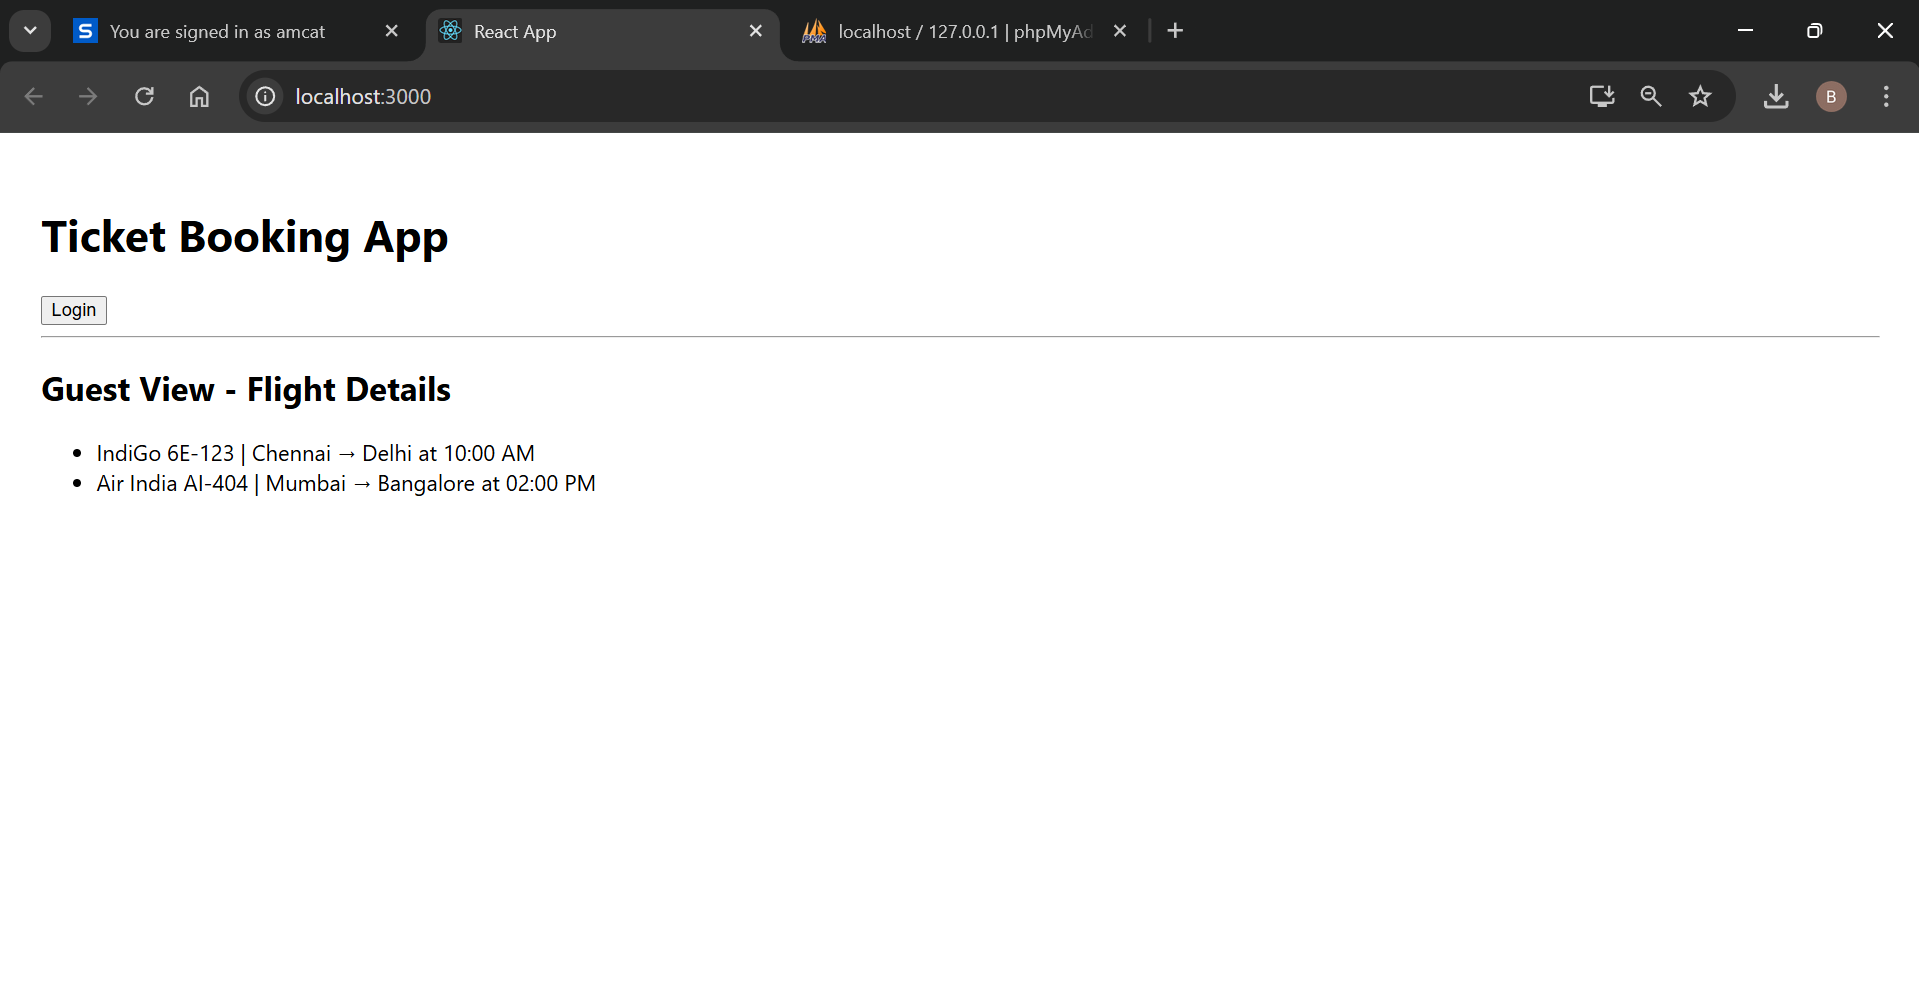 You are signed in as amcat
React App
localhost / 127.0.0.1 | phpMyAd
localhost:3000
B
Ticket Booking App
Login
Guest View - Flight Details
• IndiGo 6E-123 | Chennai → Delhi at 10:00 AM
• Air India AI-404 | Mumbai → Bangalore at 02:00 PM